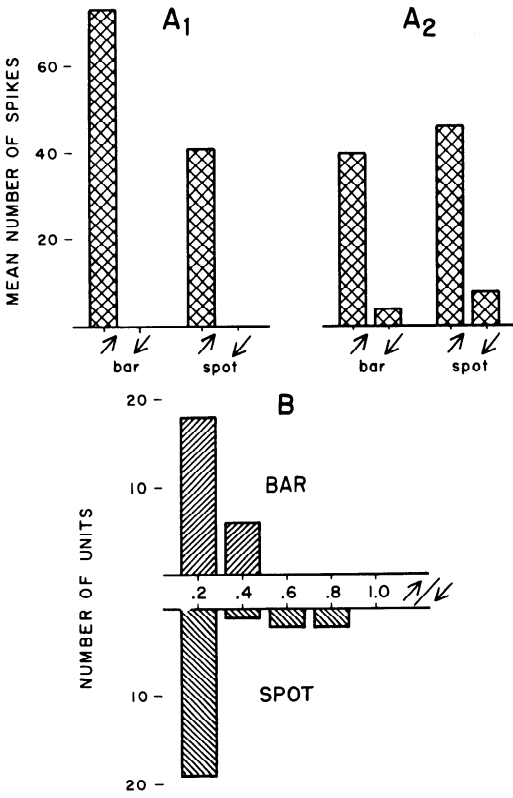 A1
A2
MEAN NUMBER OF SPIKES
60
40
20
bar
spot
bar
spot
B
20
10
BAR
NUMBER OF UNITS
.2 .4 .6 .8 1.0 ↗/↙
10
SPOT
20